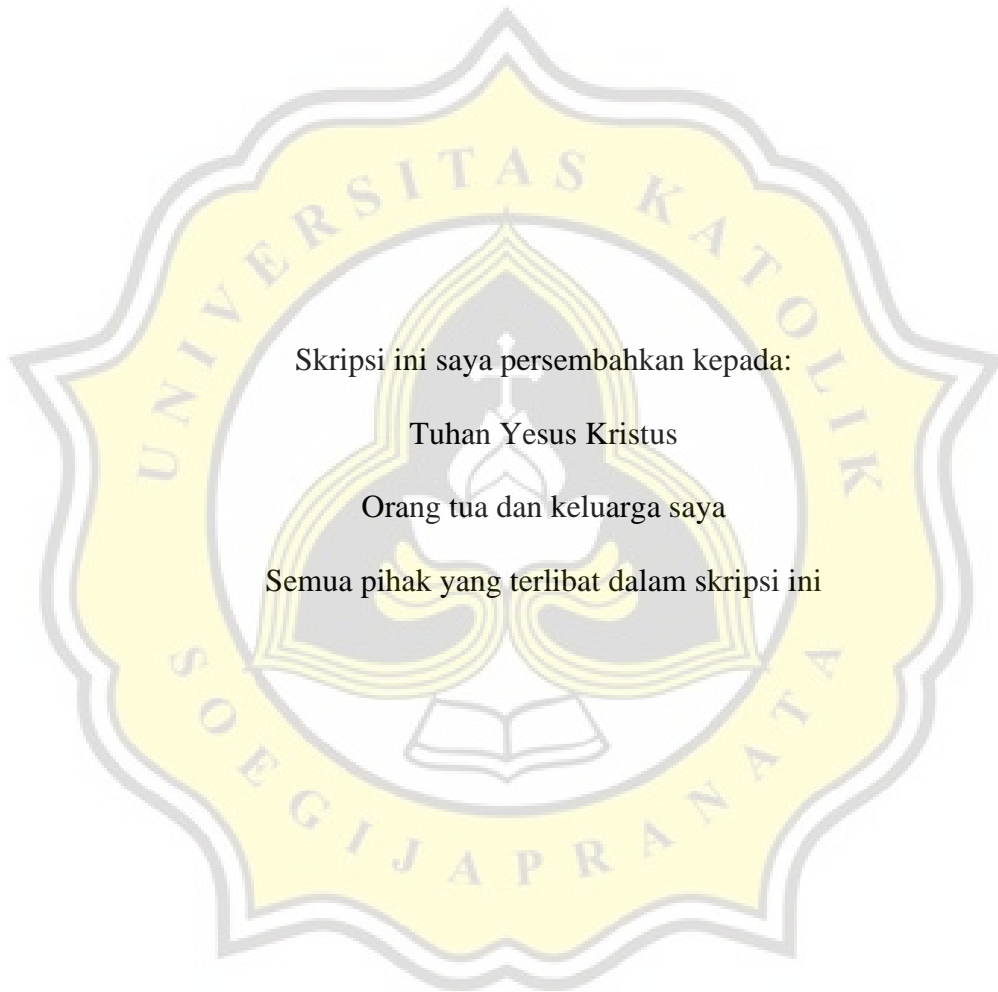 UNIVERSITAS KATOLIK
Skripsi ini saya persembahkan kepada:
Tuhan Yesus Kristus
Orang tua dan keluarga saya
Semua pihak yang terlibat dalam skripsi ini
SOEGIJAPRANATA